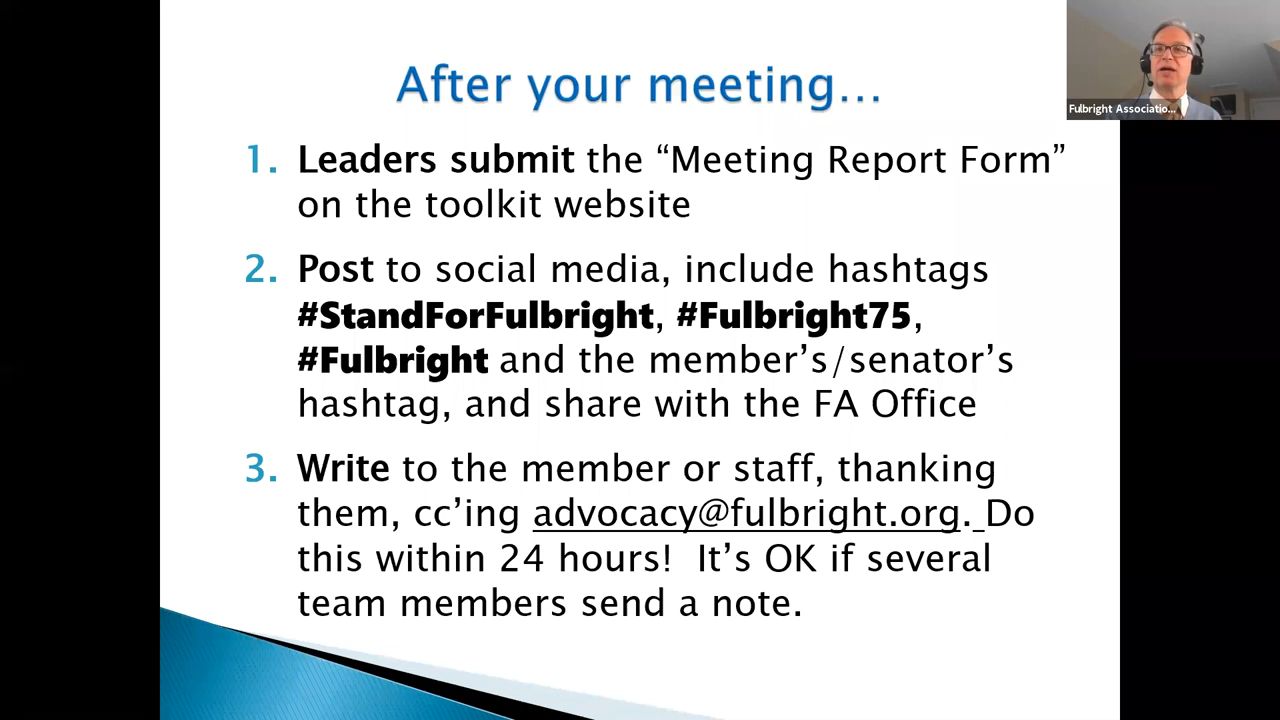 After your meeting...
Fulbright Associatio...
1. Leaders submit the “Meeting Report Form”
on the toolkit website
2. Post to social media, include hashtags
#StandForFulbright, #Fulbright75,
#Fulbright and the member’s/senator’s
hashtag, and share with the FA Office
3. Write to the member or staff, thanking
them, cc’ing advocacy@fulbright.org. Do
this within 24 hours!  It’s OK if several
team members send a note.